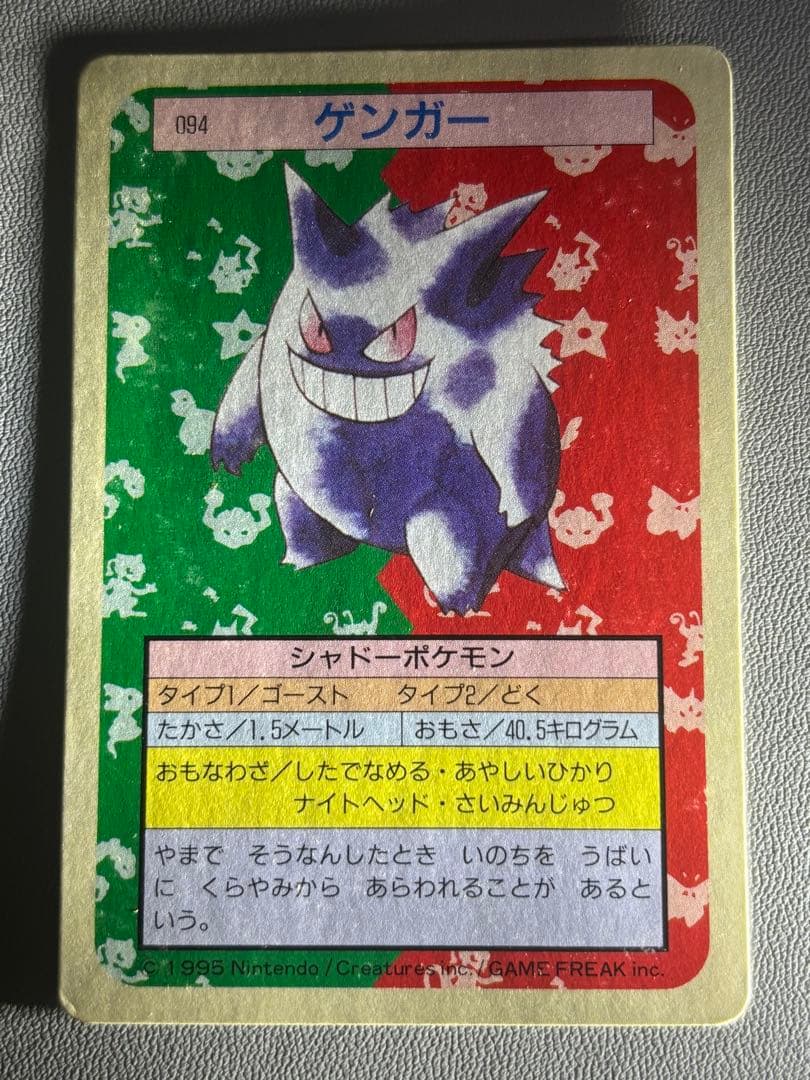 094 ゲンガー
シャドーポケモン
タイプ1／ゴースト タイプ2／どく
たかさ／1.5メートル おもさ／40.5キログラム
おもなわざ／したでなめる・あやしいひかり
ナイトヘッド・さいみんじゅつ
やまで そうなんしたとき いのちを うばい
に くらやみから あらわれることが あると
いう。
© 1995 Nintendo/Creatures inc./GAME FREAK inc.